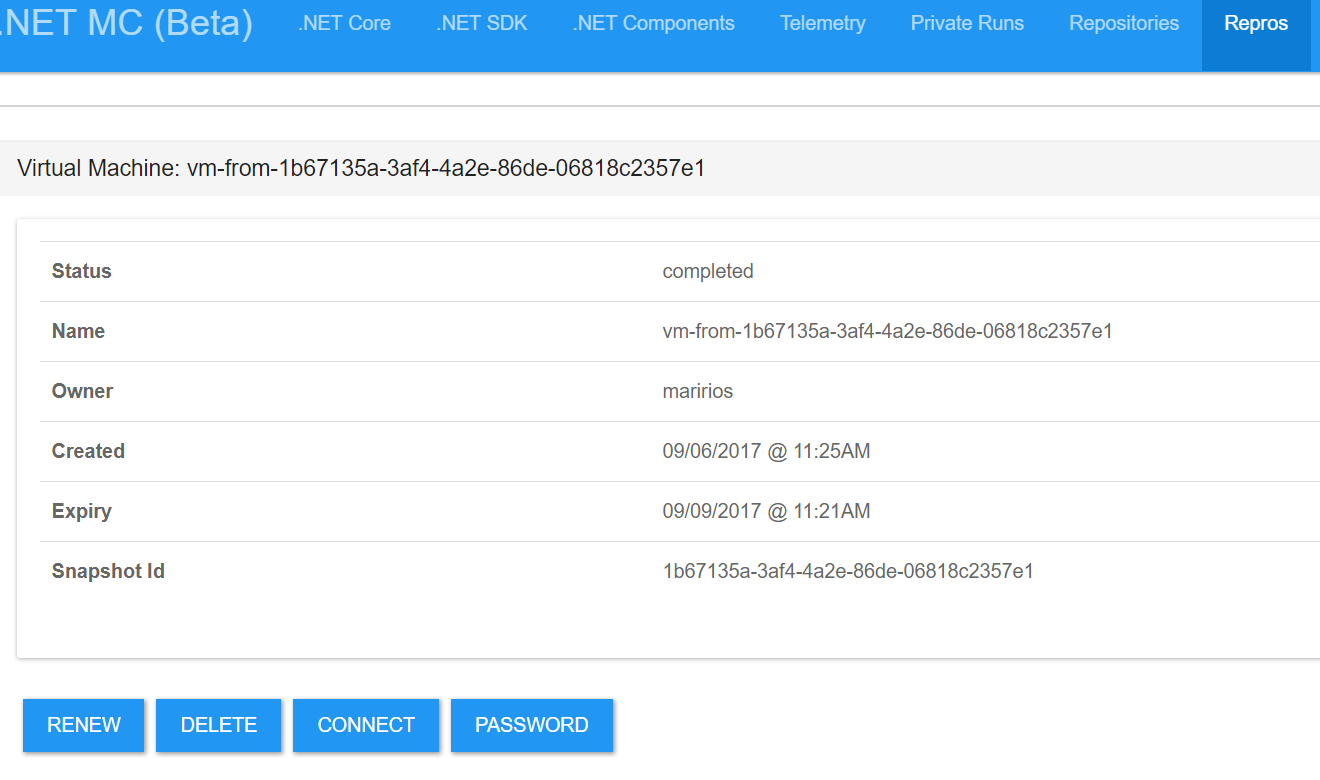 .NET MC (Beta) .NET Core .NET SDK .NET Components Telemetry Private Runs Repositories Repros
Virtual Machine: vm-from-1b67135a-3af4-4a2e-86de-06818c2357e1
Status completed
Name vm-from-1b67135a-3af4-4a2e-86de-06818c2357e1
Owner maririos
Created 09/06/2017 @ 11:25AM
Expiry 09/09/2017 @ 11:21AM
Snapshot Id 1b67135a-3af4-4a2e-86de-06818c2357e1
RENEW DELETE CONNECT PASSWORD